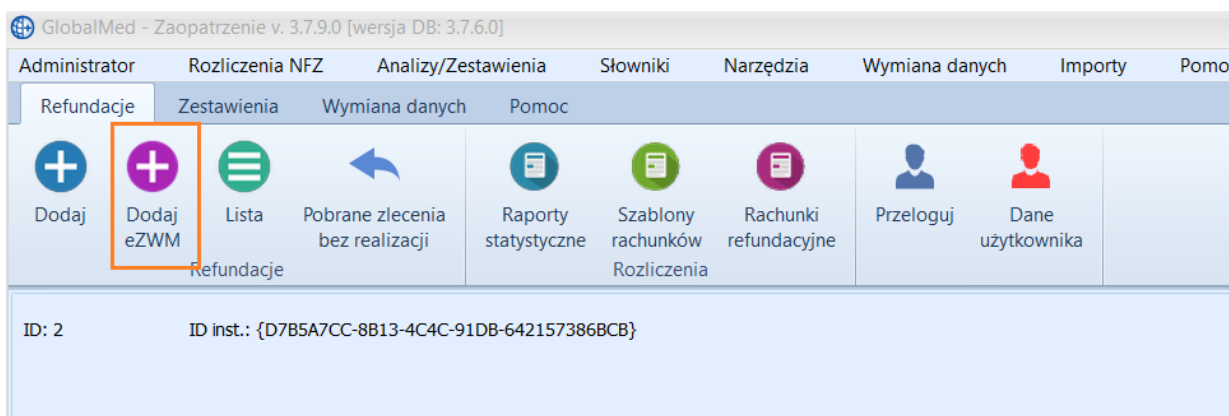 GlobalMed - Zaopatrzenie v. 3.7.9.0 [wersja DB: 3.7.6.0]
Administrator Rozliczenia NFZ Analizy/Zestawienia Słowniki Narzędzia Wymiana danych Importy Pomo
Refundacje Zestawienia Wymiana danych Pomoc
Dodaj Dodaj Lista Pobrane zlecenia Raporty Szablony Rachunki Przeloguj Dane
eZWM bez realizacji statystyczne rachunków refundacyjne użytkownika
Refundacje Rozliczenia
ID: 2 ID inst.: {D7B5A7CC-8B13-4C4C-91DB-642157386BCB}